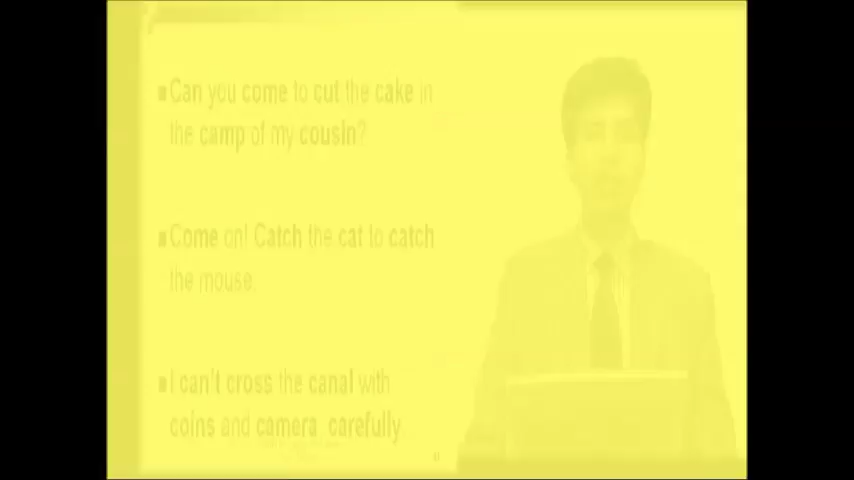 Can you come to cut the cake in
the camp of my cousin?
Come on! Catch the cat to catch
the mouse.
I can't cross the canal with
coins and camera carefully